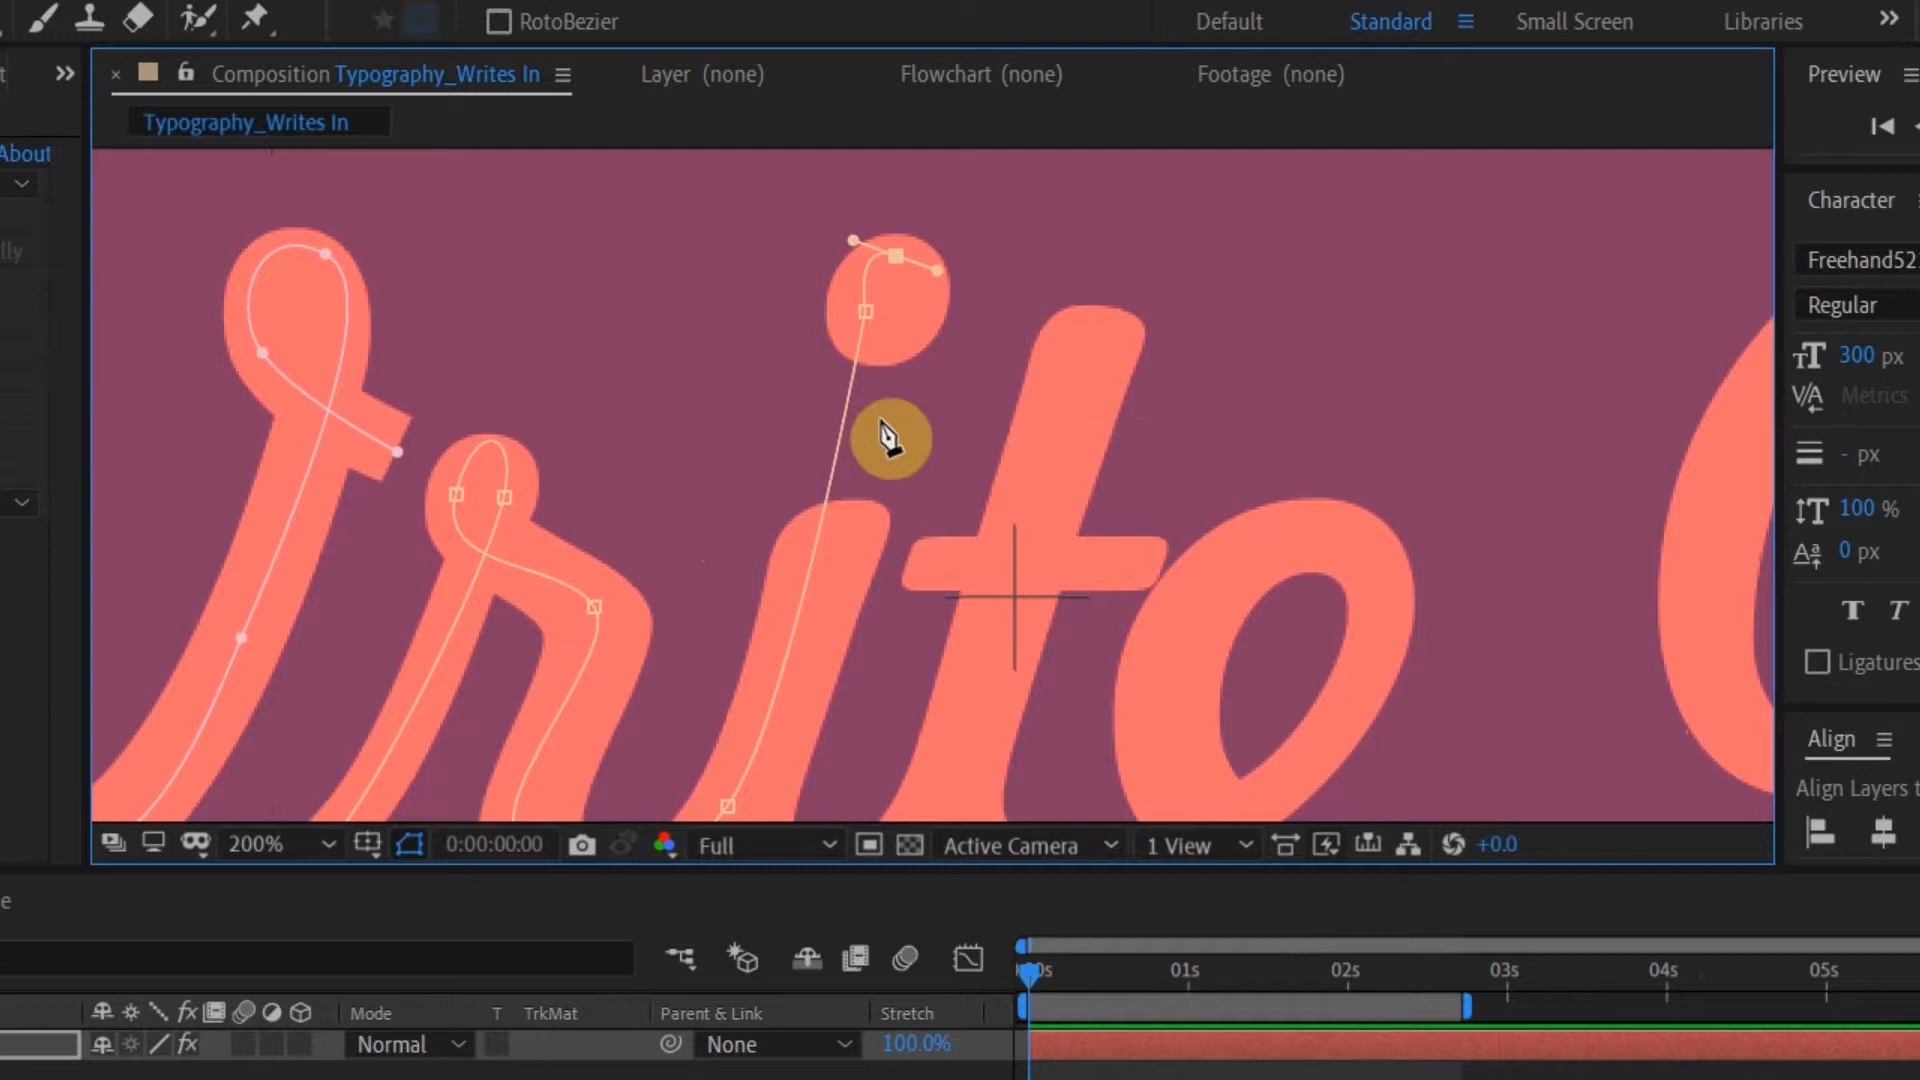 RotoBezier
Default
Standard
Small Screen
Libraries
Composition Typography_Writes In
Layer (none)
Flowchart (none)
Footage (none)
Preview
Typography_Writes In
About
lly
Character
Freehand52
Regular
300 px
Metrics
- px
100 %
0 px
T T
Ligatures
Align
Align Layers t
rito
200%
0:00:00:00
Full
Active Camera
1 View
+0.0
e
00s 01s 02s 03s 04s 05s
Mode T TrkMat Parent & Link Stretch
Normal None 100.0%